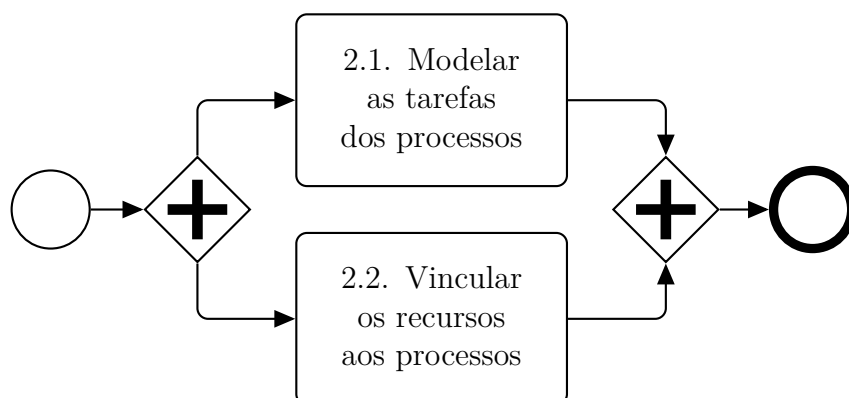 2.1. Modelar
as tarefas
dos processos
2.2. Vincular
os recursos
aos processos